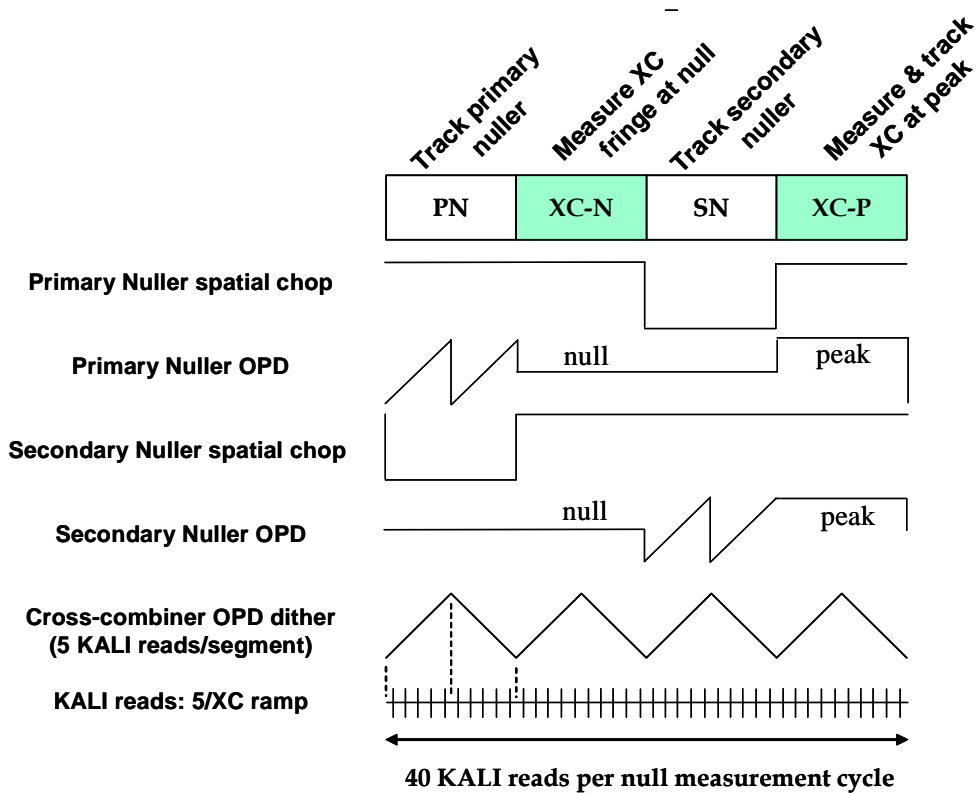 Track primary
nuller
Measure XC
fringe at null
Track secondary
nuller
Measure & track
XC at peak
PN
XC-N
SN
XC-P
Primary Nuller spatial chop
Primary Nuller OPD
null
peak
Secondary Nuller spatial chop
Secondary Nuller OPD
null
peak
Cross-combiner OPD dither
(5 KALI reads/segment)
KALI reads: 5/XC ramp
40 KALI reads per null measurement cycle